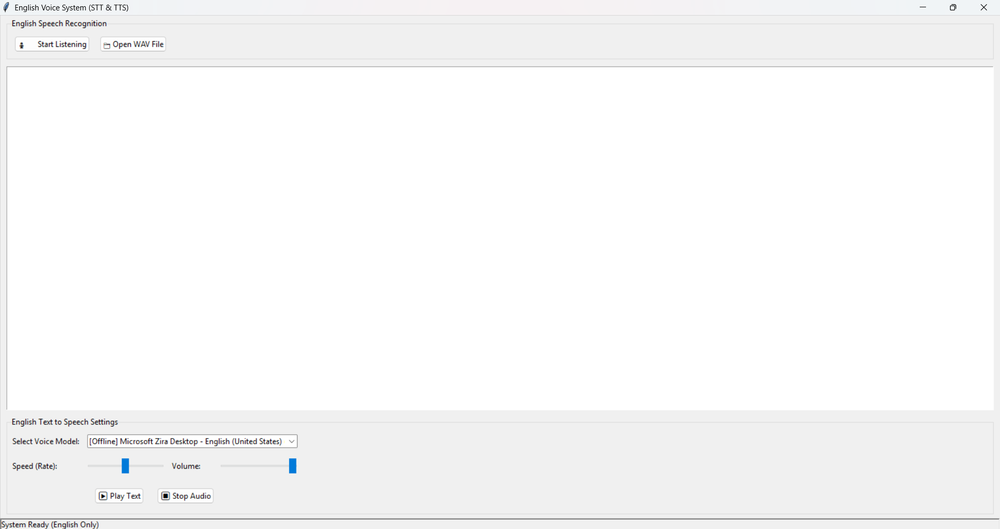 English Voice System (STT & TTS)
English Speech Recognition
Start Listening
Open WAV File
English Text to Speech Settings
Select Voice Model: [Offline] Microsoft Zira Desktop - English (United States)
Speed (Rate): Volume:
Play Text Stop Audio
System Ready (English Only)